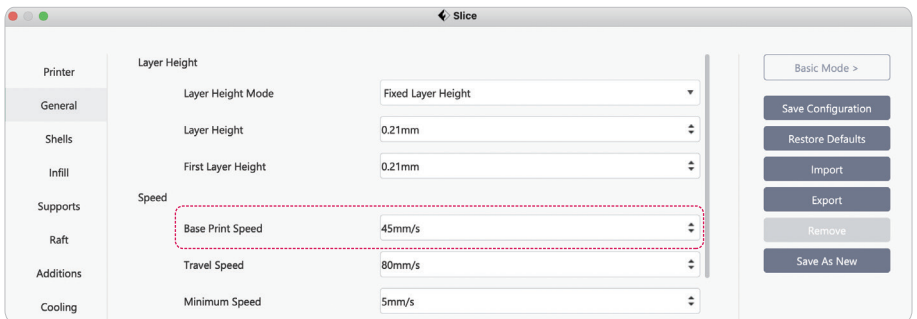 Slice
Printer
General
Shells
Infill
Supports
Raft
Additions
Cooling
Layer Height
Layer Height Mode Fixed Layer Height
Layer Height 0.21mm
First Layer Height 0.21mm
Speed
Base Print Speed 45mm/s
Travel Speed 80mm/s
Minimum Speed 5mm/s
Basic Mode >
Save Configuration
Restore Defaults
Import
Export
Remove
Save As New